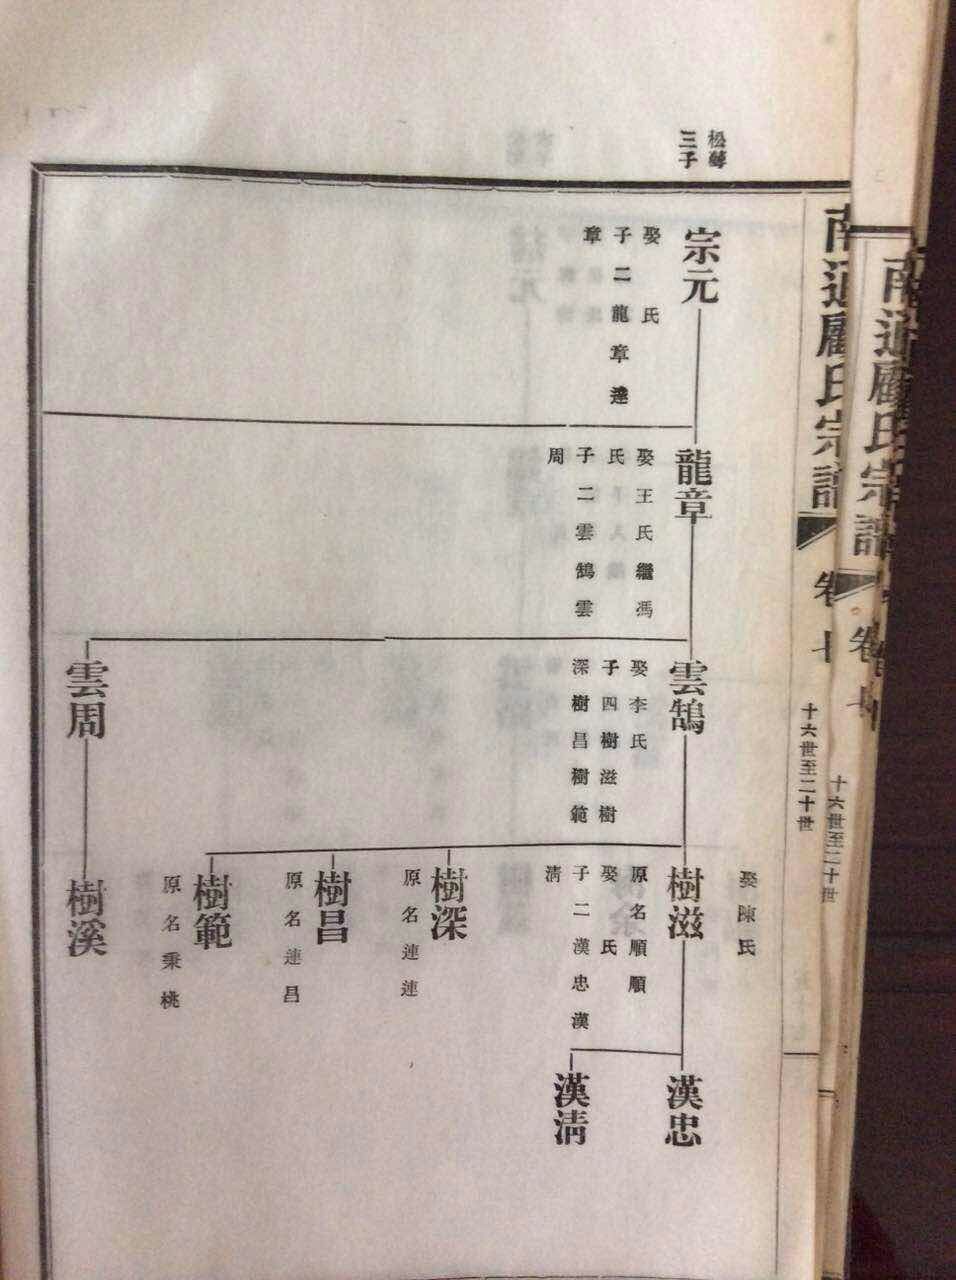 南通顧氏宗譜
卷七
十六世至二十世
南通顧氏宗譜
卷七
十六世至二十世
三子
宗元
娶 氏
子二龍章達
章
龍章
娶王氏繼馮
氏
子二雲鵠雲
周
雲鵠
娶李氏
子四樹滋樹
深樹昌樹範
雲周
娶陳氏
樹滋
原名順順
娶 氏
子二漢忠漢
清
樹深
原名連連
樹昌
原名連昌
樹範
原名秉桃
樹溪
漢忠
漢清